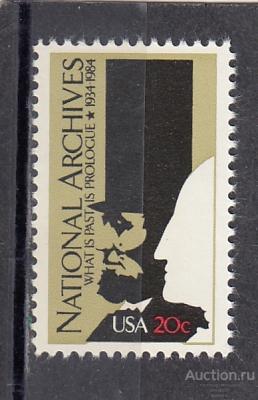 NATIONAL ARCHIVES
WHAT IS PAST IS PROLOGUE ★ 1934-1984
USA 20c
Auction.ru